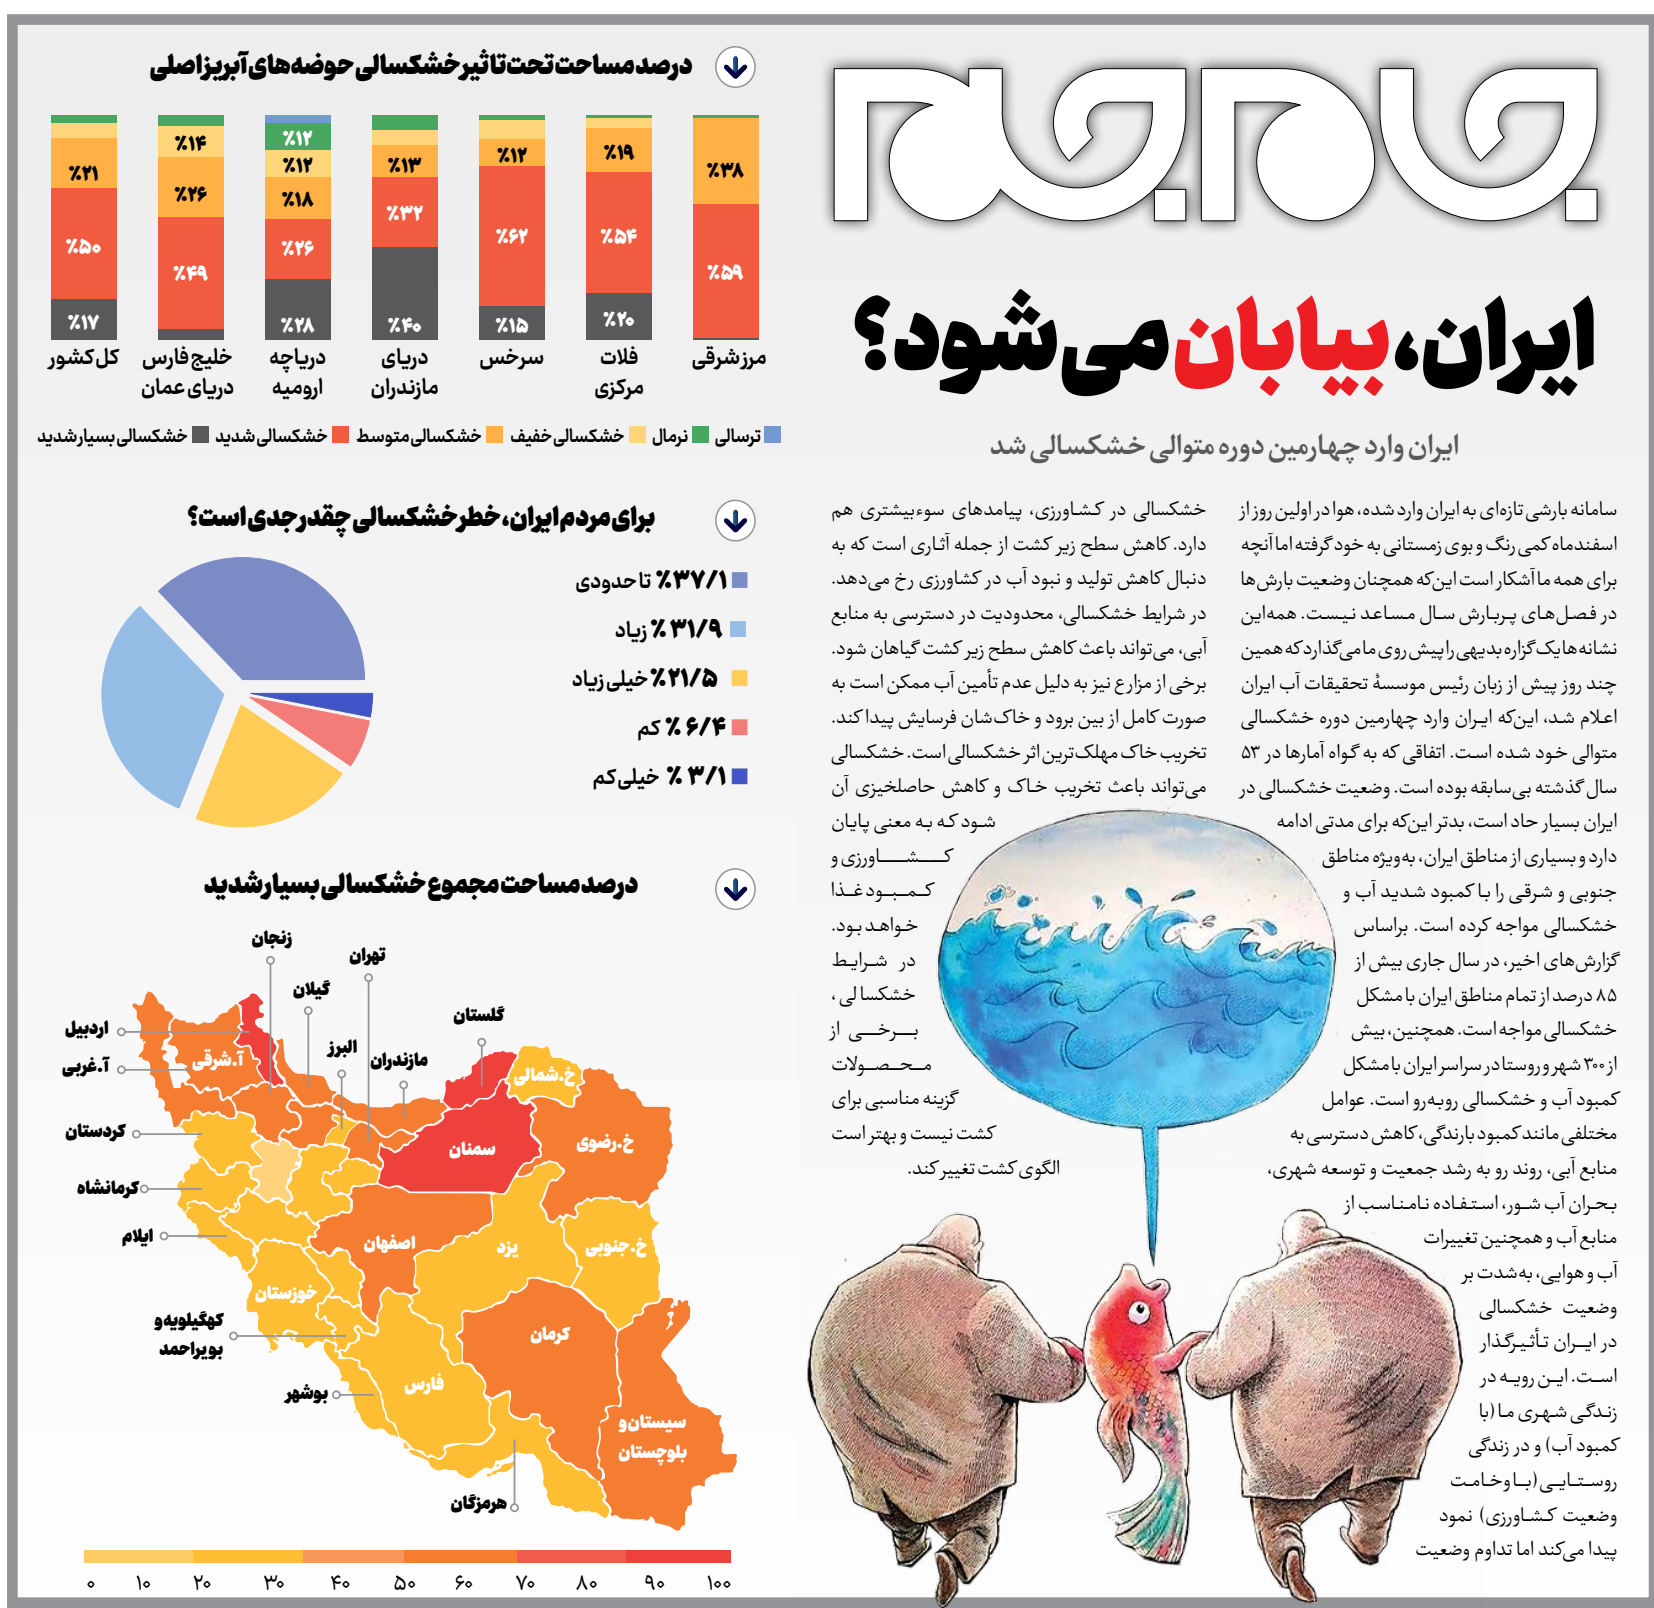 جام‌جم
ایران، بیابان می‌شود؟
ایران وارد چهارمین دوره متوالی خشکسالی شد
سامانه بارشی تازه‌ای به ایران وارد شده، هوا در اولین روز از
اسفندماه کمی رنگ و بوی زمستانی به خود گرفته اما آنچه
برای همه ما آشکار است این‌که همچنان وضعیت بارش‌ها
در فصل‌های پربارش سال مساعد نیست. همه‌این
نشانه‌ها یک گزاره بدیهی را پیش روی ما می‌گذارد که همین
چند روز پیش از زبان رئیس موسسهٔ تحقیقات آب ایران
اعلام شد، این‌که ایران وارد چهارمین دوره خشکسالی
متوالی خود شده است. اتفاقی که به گواه آمارها در ۵۳
سال گذشته بی‌سابقه بوده است. وضعیت خشکسالی در
ایران بسیار حاد است، بدتر این‌که برای مدتی ادامه
دارد و بسیاری از مناطق ایران، به‌ویژه مناطق
جنوبی و شرقی را با کمبود شدید آب و
خشکسالی مواجه کرده است. براساس
گزارش‌های اخیر، در سال جاری بیش از
۸۵ درصد از تمام مناطق ایران با مشکل
خشکسالی مواجه است. همچنین، بیش
از ۳۰۰ شهر و روستا در سراسر ایران با مشکل
کمبود آب و خشکسالی روبه‌رو است. عوامل
مختلفی مانند کمبود بارندگی، کاهش دسترسی به
منابع آبی، روند رو به رشد جمعیت و توسعه شهری،
بحران آب شور، استفاده نامناسب از
منابع آب و همچنین تغییرات
آب و هوایی، به‌شدت بر
وضعیت خشکسالی
در ایران تأثیرگذار
است. این رویه در
زندگی شهری ما (با
کمبود آب) و در زندگی
روستایی (با وخامت
وضعیت کشاورزی) نمود
پیدا می‌کند اما تداوم وضعیت
خشکسالی در کشاورزی، پیامدهای سوء بیشتری هم
دارد. کاهش سطح زیر کشت از جمله آثاری است که به
دنبال کاهش تولید و نبود آب در کشاورزی رخ می‌دهد.
در شرایط خشکسالی، محدودیت در دسترسی به منابع
آبی، می‌تواند باعث کاهش سطح زیر کشت گیاهان شود.
برخی از مزارع نیز به دلیل عدم تأمین آب ممکن است به
صورت کامل از بین برود و خاک‌شان فرسایش پیدا کند.
تخریب خاک مهلک‌ترین اثر خشکسالی است. خشکسالی
می‌تواند باعث تخریب خاک و کاهش حاصلخیزی آن
شود که به معنی پایان
کشاورزی و
کمبود غذا
خواهد بود.
در شرایط
خشکسالی،
برخی از
محصولات
گزینه مناسبی برای
کشت نیست و بهتر است
الگوی کشت تغییر کند.
درصد مساحت تحت تاثیر خشکسالی حوضه‌های آبریز اصلی
٪۳۸
٪۵۹
مرز شرقی
٪۱۹
٪۵۴
٪۲۰
فلات
مرکزی
٪۱۲
٪۶۲
٪۱۵
سرخس
٪۱۳
٪۳۲
٪۴۰
دریای
مازندران
٪۱۲
٪۱۲
٪۱۸
٪۲۶
٪۲۸
دریاچه
ارومیه
٪۱۴
٪۲۶
٪۴۹
خلیج فارس
دریای عمان
٪۲۱
٪۵۰
٪۱۷
کل کشور
ترسالی نرمال خشکسالی خفیف خشکسالی متوسط خشکسالی شدید خشکسالی بسیار شدید
برای مردم ایران، خطر خشکسالی چقدر جدی است؟
٪۳۷/۱ تا حدودی
٪۳۱/۹ زیاد
٪۲۱/۵ خیلی زیاد
٪۶/۴ کم
٪۳/۱ خیلی کم
درصد مساحت مجموع خشکسالی بسیار شدید
زنجان
تهران
گیلان
گلستان
اردبیل
البرز
مازندران
آ.غربی
آ.شرقی
خ.شمالی
کردستان
سمنان
خ.رضوی
کرمانشاه
ایلام
اصفهان
یزد
خ.جنوبی
خوزستان
کهگیلویه و
بویراحمد
کرمان
بوشهر
فارس
سیستان و
بلوچستان
هرمزگان
۰ ۱۰ ۲۰ ۳۰ ۴۰ ۵۰ ۶۰ ۷۰ ۸۰ ۹۰ ۱۰۰